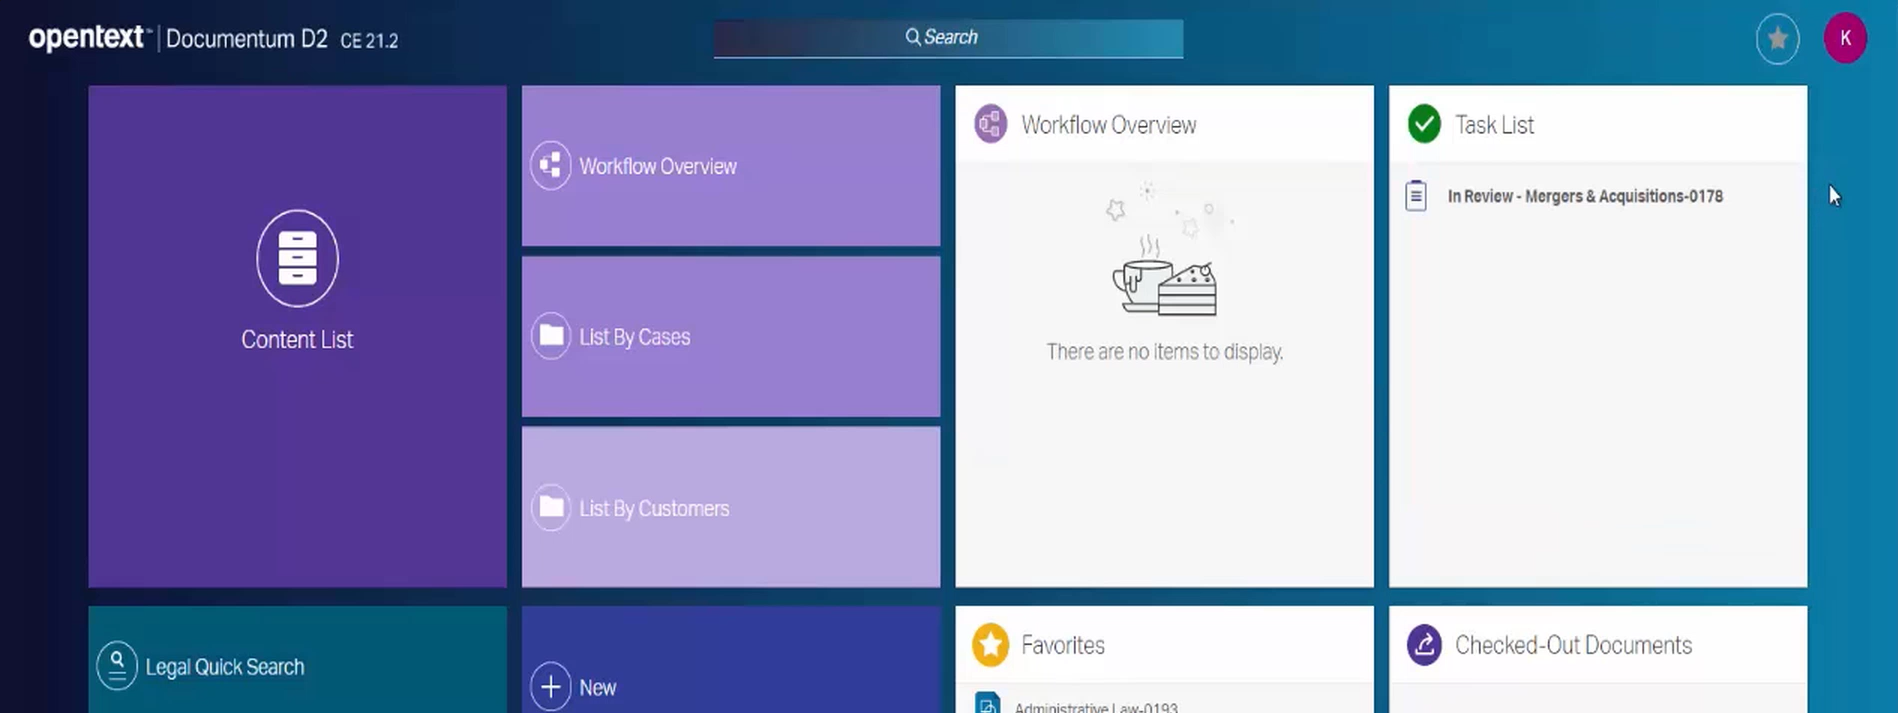 opentext™ | Documentum D2 CE 21.2
Search
K
Content List
Workflow Overview
List By Cases
List By Customers
Workflow Overview
There are no items to display.
Task List
In Review - Mergers & Acquisitions-0178
Legal Quick Search
New
Favorites
Administrative Law-0193
Checked-Out Documents